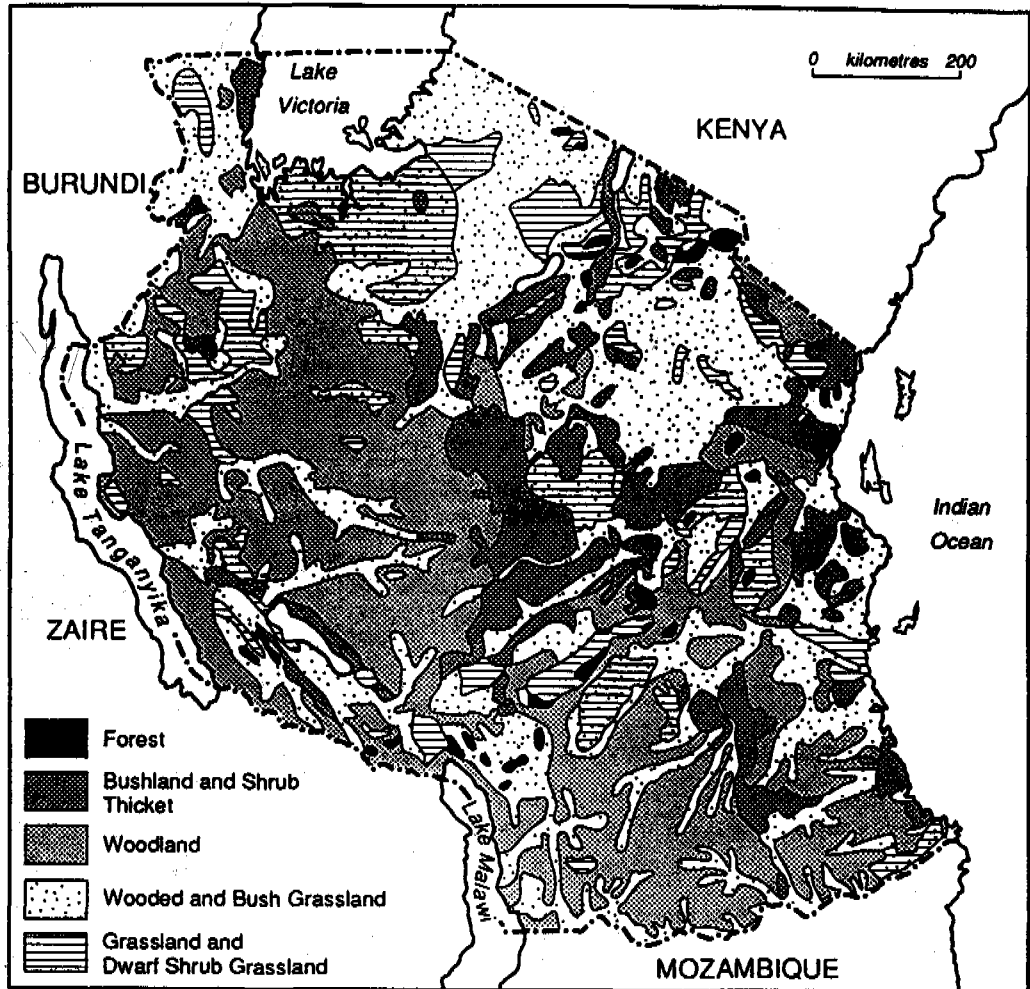 0 kilometres 200
Lake
Victoria
KENYA
BURUNDI
Lake Tanganyika
Indian
Ocean
ZAIRE
Forest
Bushland and Shrub
Thicket
Woodland
Wooded and Bush Grassland
Grassland and
Dwarf Shrub Grassland
Lake Malawi
MOZAMBIQUE